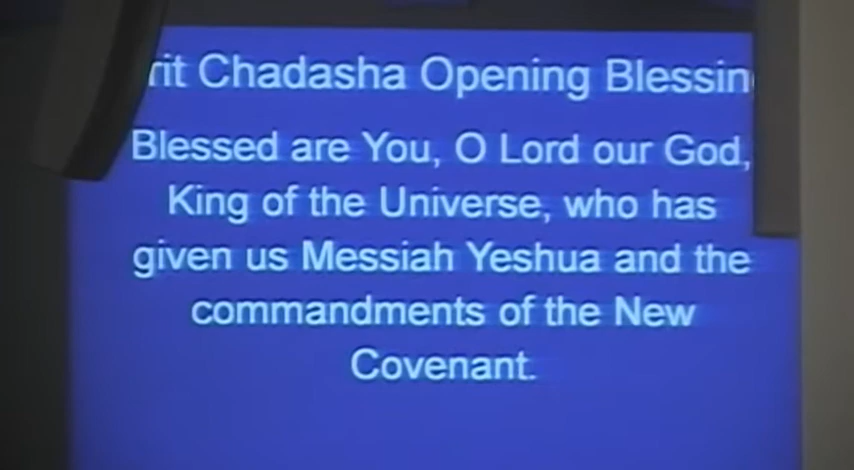 rit Chadasha Opening Blessin
Blessed are You, O Lord our God,
King of the Universe, who has
given us Messiah Yeshua and the
commandments of the New
Covenant.